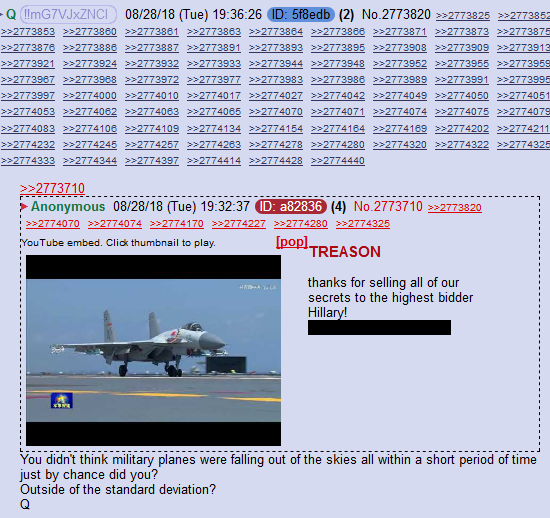 Q !!mG7VJxZNCI 08/28/18 (Tue) 19:36:26 ID: 5f8edb (2) No.2773820 >>2773825 >>2773852
>>2773853 >>2773860 >>2773861 >>2773863 >>2773864 >>2773866 >>2773871 >>2773873 >>2773875
>>2773876 >>2773887 >>2773891 >>2773893 >>2773894 >>2773895 >>2773908 >>2773909 >>2773913
>>2773921 >>2773924 >>2773932 >>2773933 >>2773944 >>2773948 >>2773952 >>2773955 >>2773959
>>2773967 >>2773968 >>2773972 >>2773977 >>2773983 >>2773986 >>2773989 >>2773991 >>2773995
>>2773997 >>2774000 >>2774010 >>2774017 >>2774027 >>2774042 >>2774049 >>2774050 >>2774051
>>2774053 >>2774062 >>2774063 >>2774065 >>2774070 >>2774071 >>2774074 >>2774075 >>2774079
>>2774083 >>2774106 >>2774109 >>2774134 >>2774154 >>2774164 >>2774169 >>2774202 >>2774211
>>2774232 >>2774245 >>2774257 >>2774263 >>2774278 >>2774280 >>2774320 >>2774322 >>2774325
>>2774333 >>2774344 >>2774397 >>2774414 >>2774428 >>2774440
>>2773710
Anonymous 08/28/18 (Tue) 19:32:37 ID: a82836 (4) No.2773710 >>2773820
>>2774070 >>2774074 >>2774170 >>2774227 >>2774280 >>2774325
YouTube embed. Click thumbnail to play. [pop]
TREASON
thanks for selling all of our
secrets to the highest bidder
Hillary!
You didn't think military planes were falling out of the skies all within a short period of time
just by chance did you?
Outside of the standard deviation?
Q